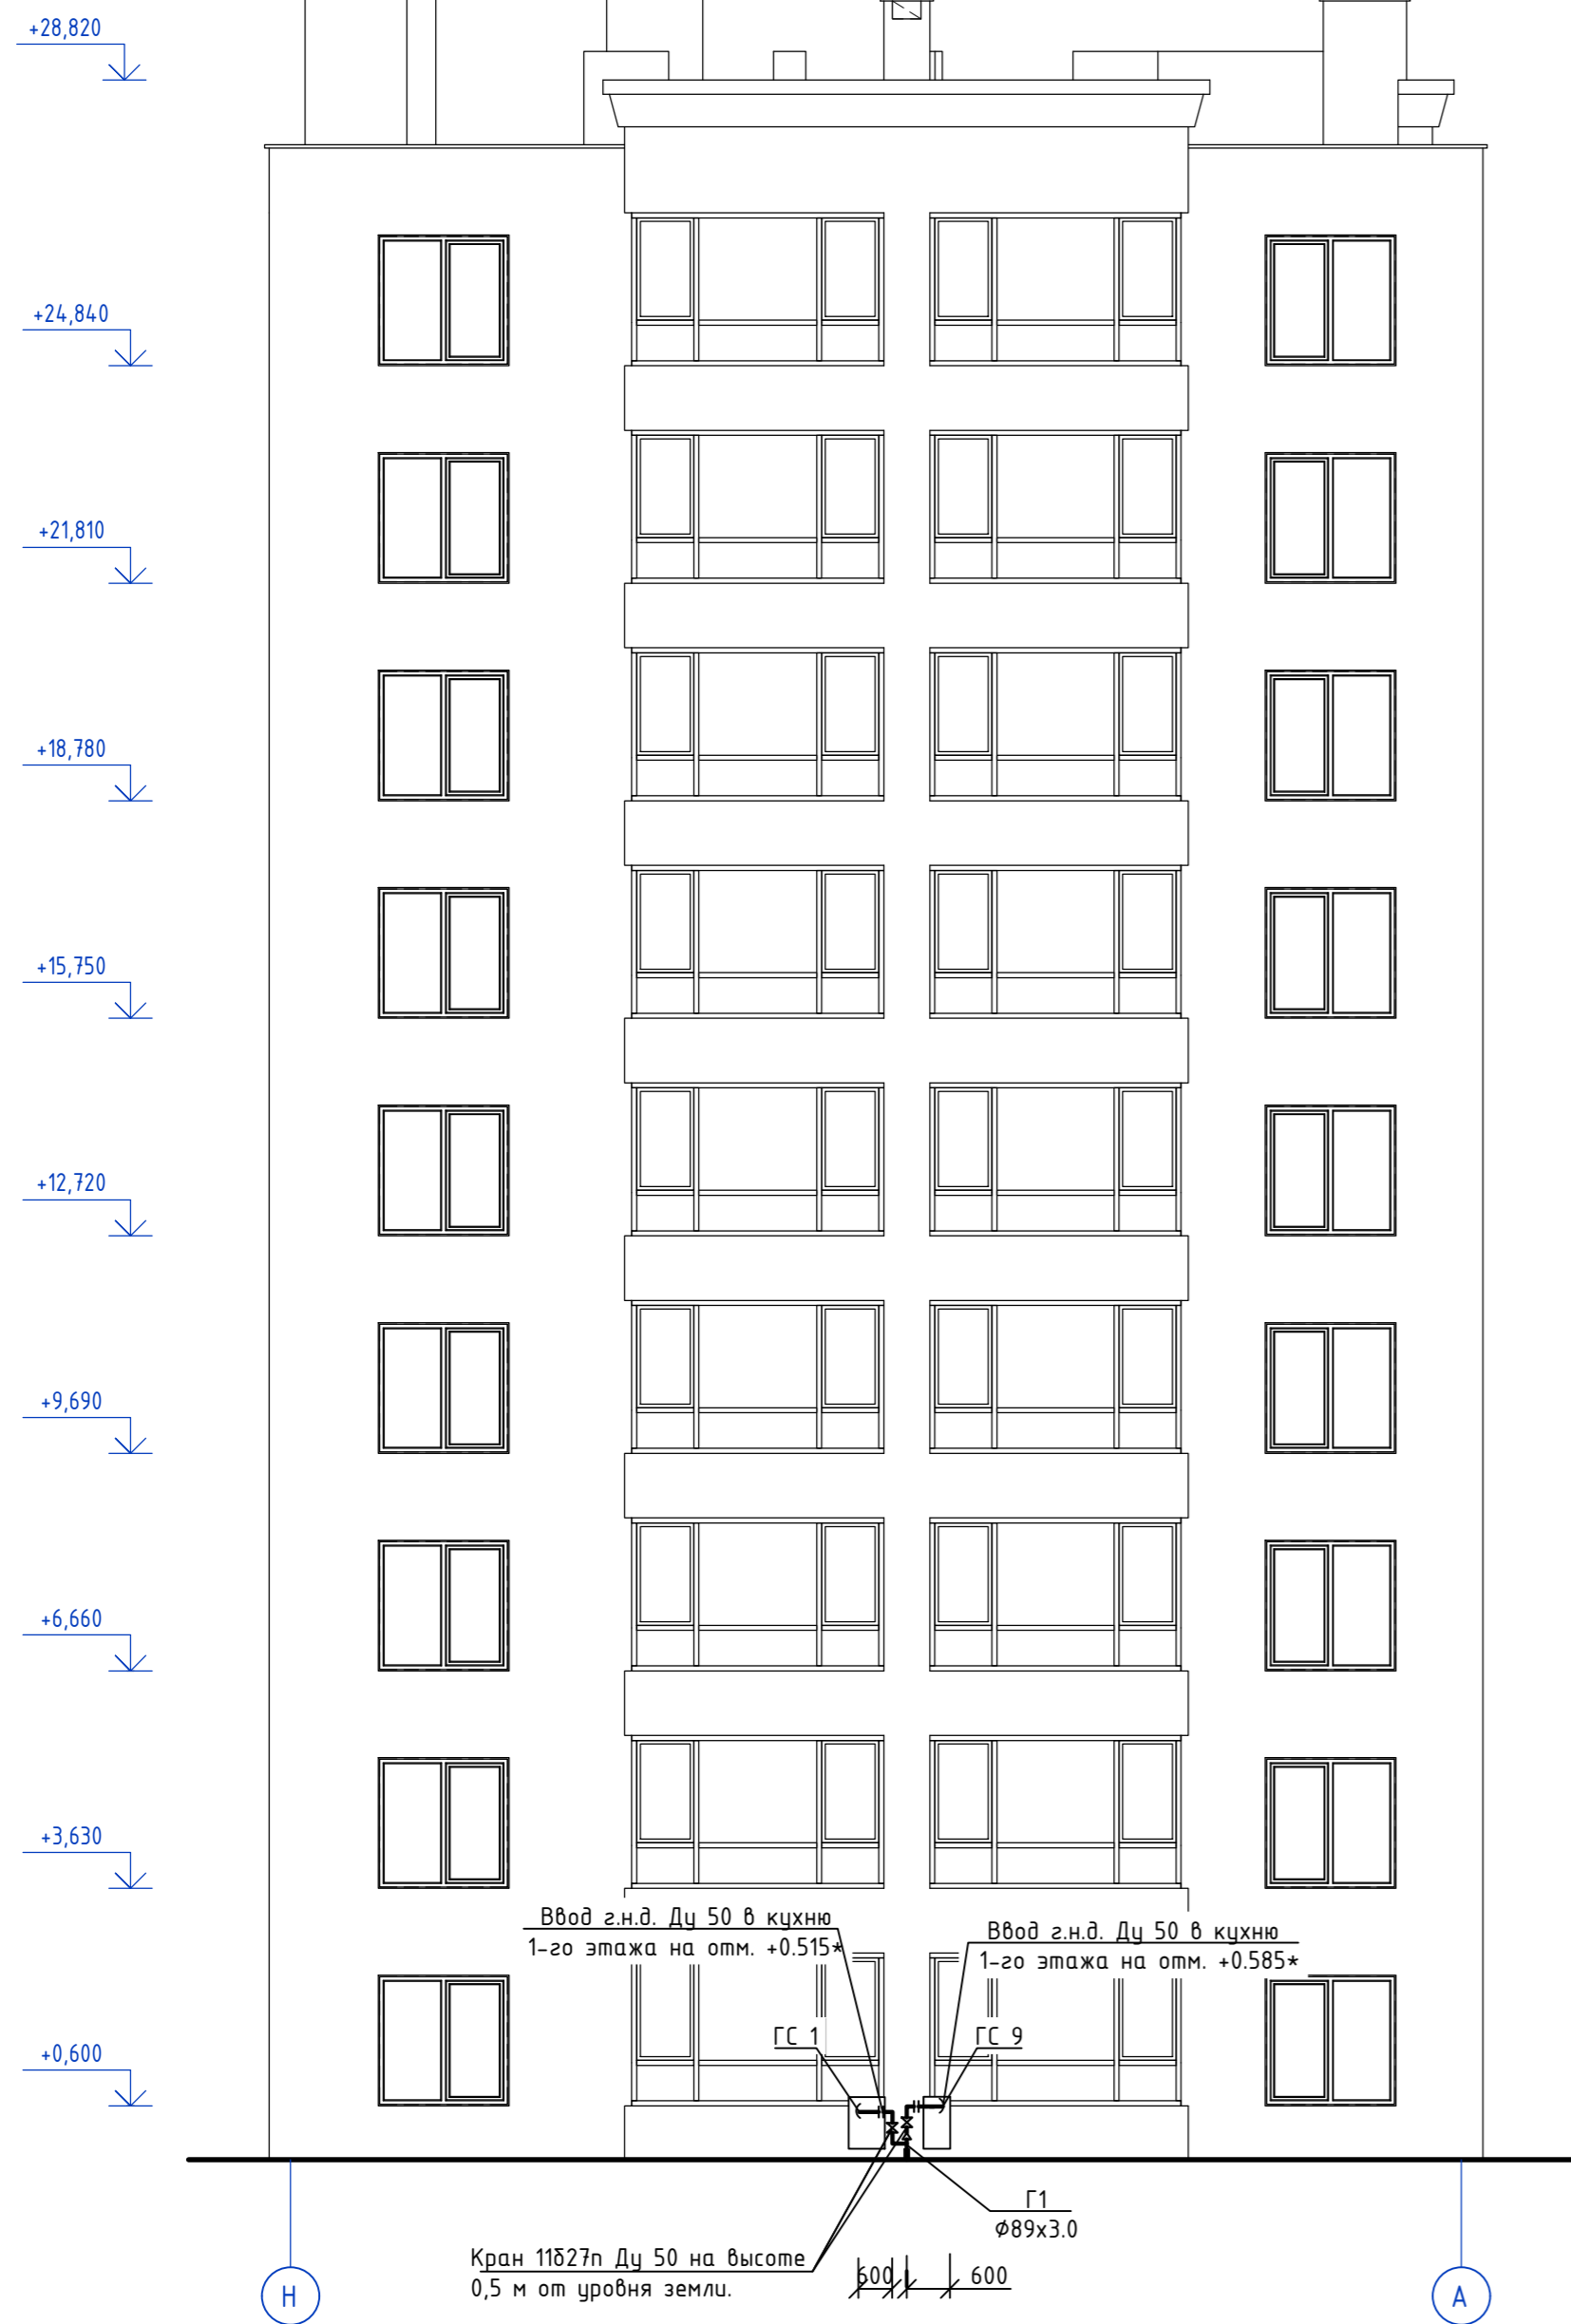 +28,820
+24,840
+21,810
+18,780
+15,750
+12,720
+9,690
+6,660
+3,630
Ввод г.н.д. Ду 50 в кухню
1-го этажа на отм. +0.515*
Ввод г.н.д. Ду 50 в кухню
1-го этажа на отм. +0.585*
ГС 1
ГС 9
+0,600
Г1
ϕ89х3.0
Кран 11б27п Ду 50 на высоте
0,5 м от уровня земли.
600
600
Н
А